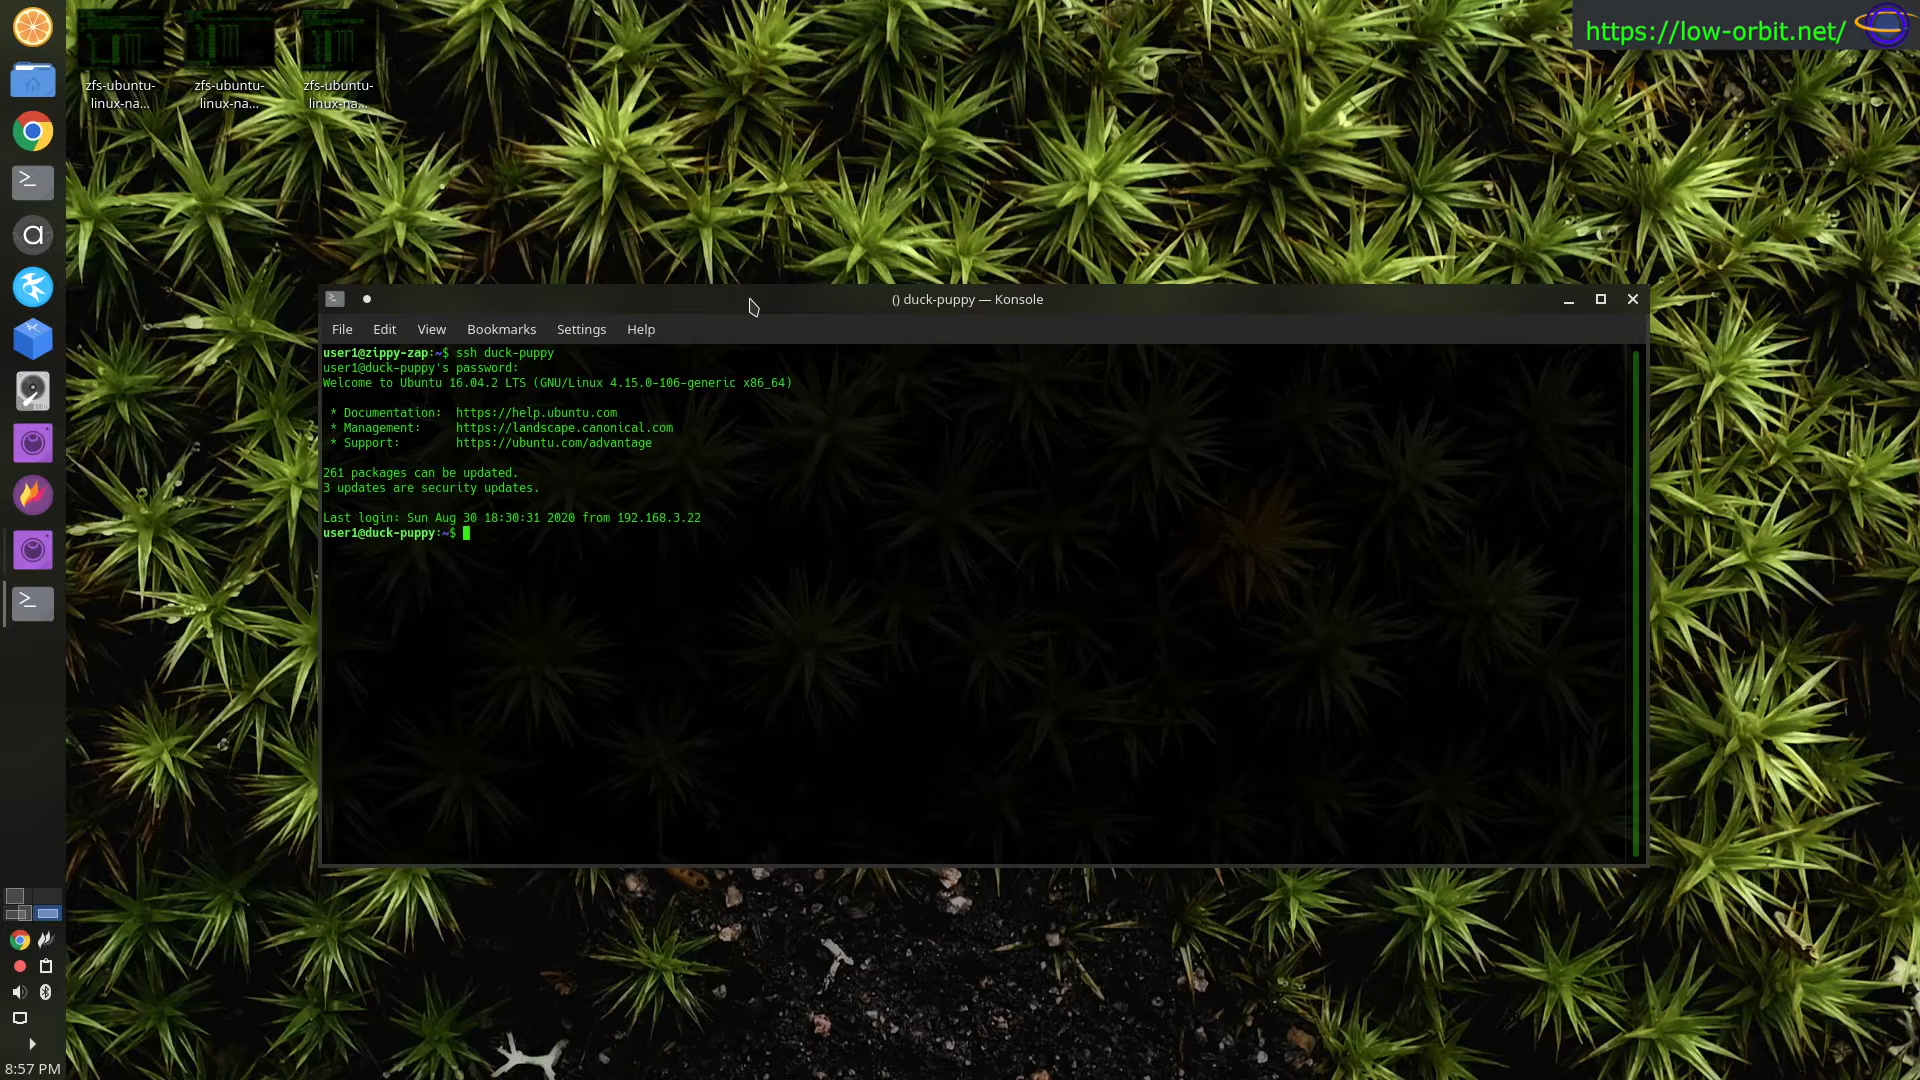 https://low-orbit.net/
zfs-ubuntu-
linux-na...
zfs-ubuntu-
linux-na...
zfs-ubuntu-
linux-na...
() duck-puppy — Konsole
File Edit View Bookmarks Settings Help
user1@zippy-zap:~$ ssh duck-puppy
user1@duck-puppy's password:
Welcome to Ubuntu 16.04.2 LTS (GNU/Linux 4.15.0-106-generic x86_64)
* Documentation: https://help.ubuntu.com
* Management: https://landscape.canonical.com
* Support: https://ubuntu.com/advantage
261 packages can be updated.
3 updates are security updates.
Last login: Sun Aug 30 18:30:31 2020 from 192.168.3.22
user1@duck-puppy:~$
8:57 PM